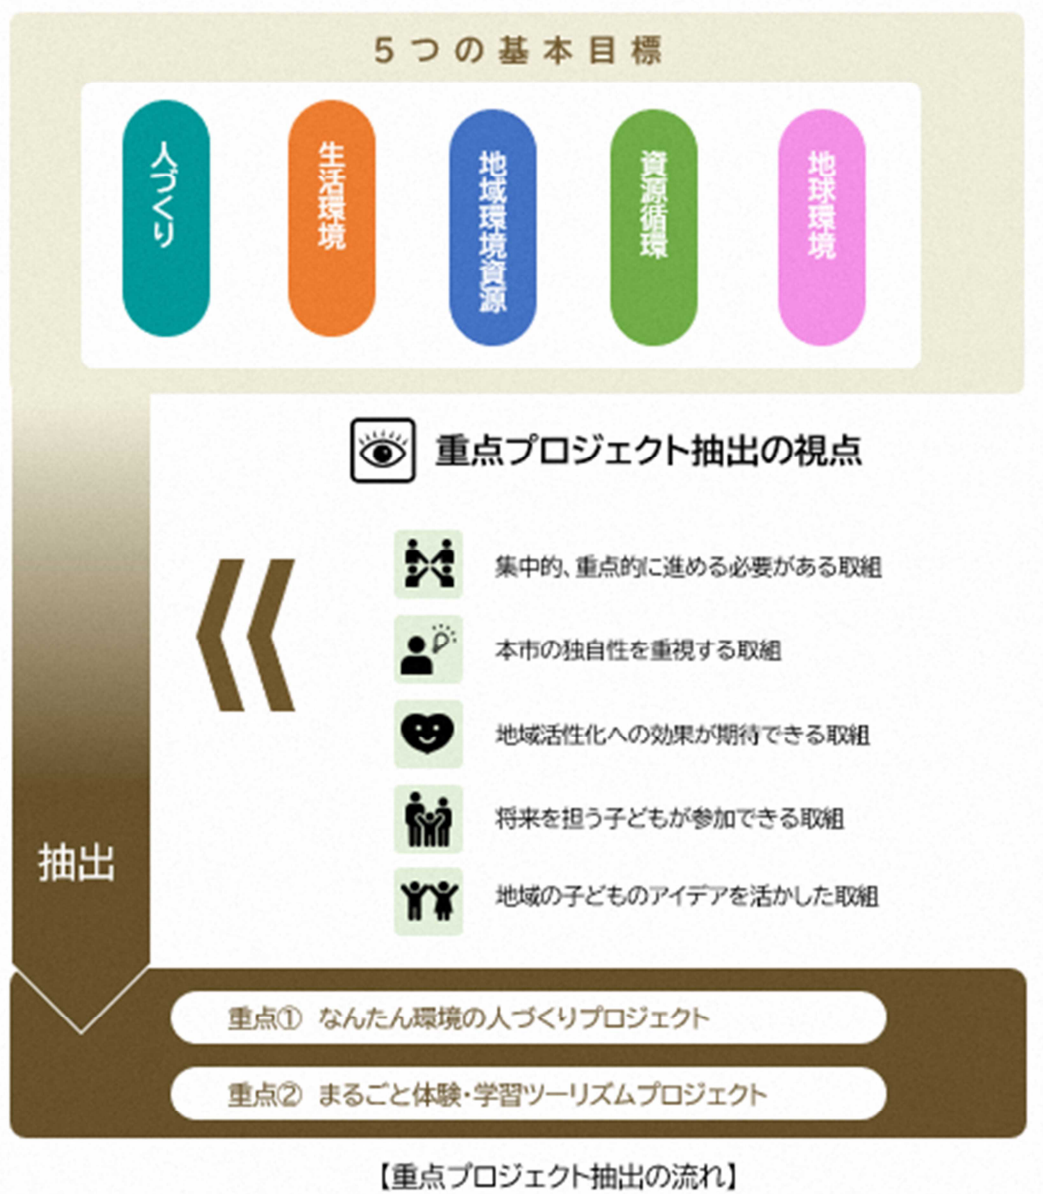 5つの基本目標
人づくり
生活環境
地域環境資源
資源循環
地球環境
重点プロジェクト抽出の視点
集中的、重点的に進める必要がある取組
本市の独自性を重視する取組
地域活性化への効果が期待できる取組
将来を担う子どもが参加できる取組
地域の子どものアイデアを活かした取組
抽出
重点① なんたん環境の人づくりプロジェクト
重点② まるごと体験・学習ツーリズムプロジェクト
【重点プロジェクト抽出の流れ】